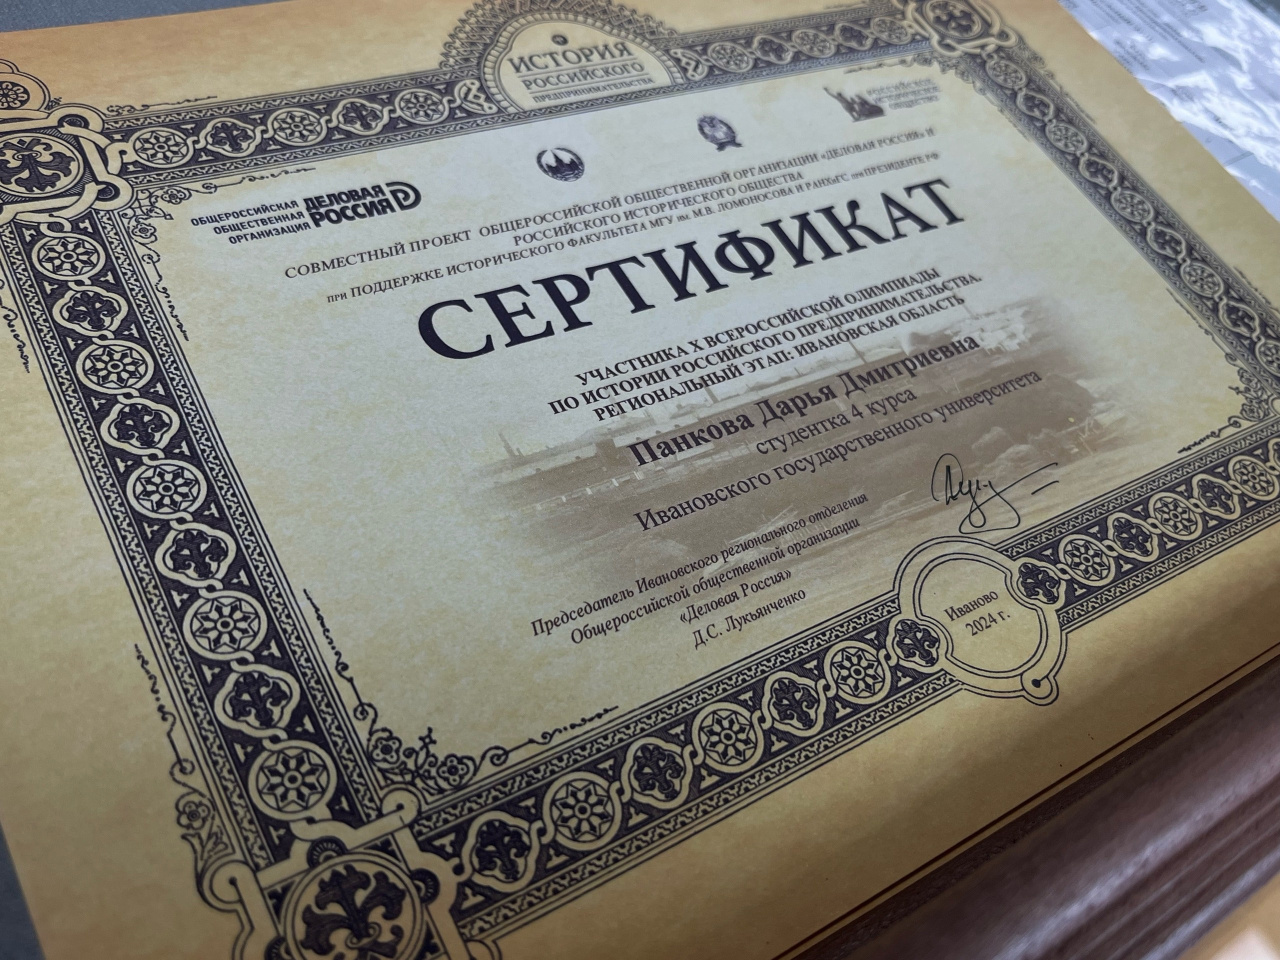 ИСТОРИЯ
РОССИЙСКОГО
ПРЕДПРИНИМАТЕЛЬСТВА
ОБЩЕРОССИЙСКАЯ
ОБЩЕСТВЕННАЯ
ОРГАНИЗАЦИЯ
ДЕЛОВАЯ
РОССИЯ
РОССИЙСКОЕ
ИСТОРИЧЕСКОЕ
ОБЩЕСТВО
СОВМЕСТНЫЙ ПРОЕКТ ОБЩЕРОССИЙСКОЙ ОБЩЕСТВЕННОЙ ОРГАНИЗАЦИИ «ДЕЛОВАЯ РОССИЯ» И
РОССИЙСКОГО ИСТОРИЧЕСКОГО ОБЩЕСТВА
при ПОДДЕРЖКЕ ИСТОРИЧЕСКОГО ФАКУЛЬТЕТА МГУ им. М.В. ЛОМОНОСОВА И РАНХиГС при ПРЕЗИДЕНТЕ РФ
СЕРТИФИКАТ
УЧАСТНИКА X ВСЕРОССИЙСКОЙ ОЛИМПИАДЫ
ПО ИСТОРИИ РОССИЙСКОГО ПРЕДПРИНИМАТЕЛЬСТВА.
РЕГИОНАЛЬНЫЙ ЭТАП: ИВАНОВСКАЯ ОБЛАСТЬ
Панкова Дарья Дмитриевна
студентка 4 курса
Ивановского государственного университета
Председатель Ивановского регионального отделения
Общероссийской общественной организации
«Деловая Россия»
Д.С. Лукьянченко
Иваново
2024 г.